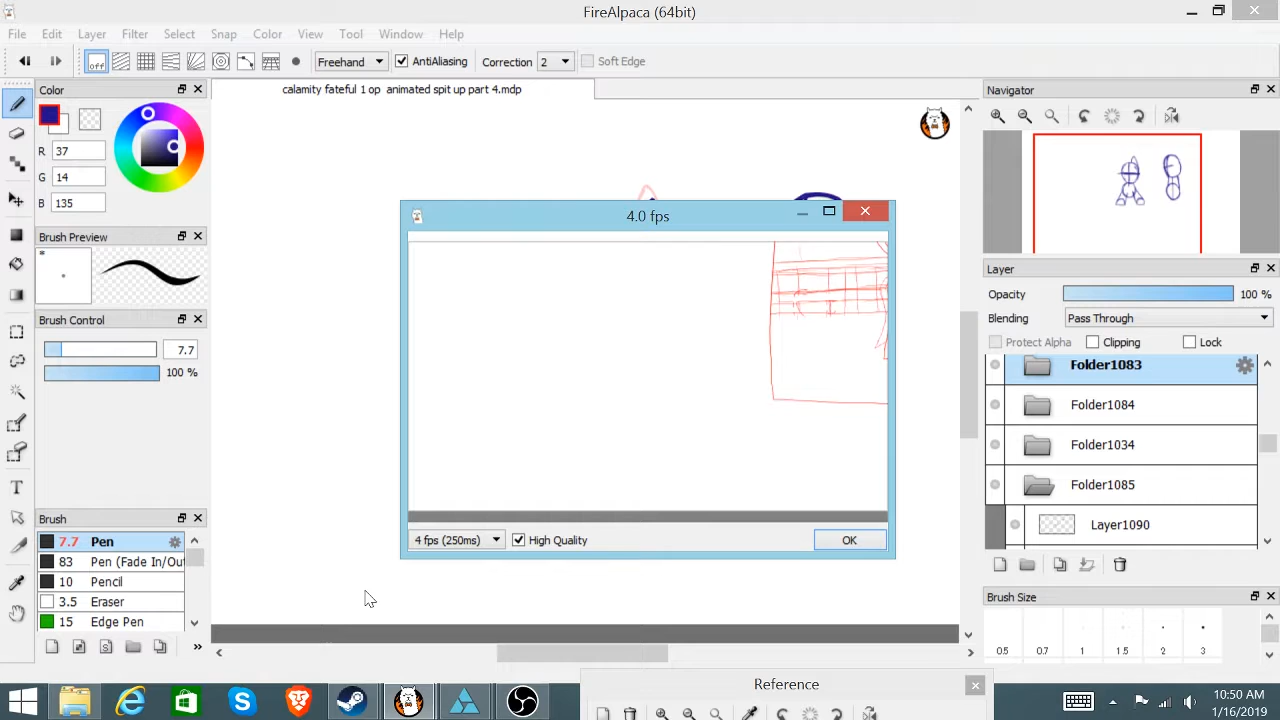 FireAlpaca (64bit)
File Edit Layer Filter Select Snap Color View Tool Window Help
off Freehand AntiAliasing Correction 2 Soft Edge
Color
calamity fateful 1 op animated spit up part 4.mdp
Navigator
R 37
G 14
B 135
Brush Preview
*
Brush Control
7.7
100 %
4.0 fps
4 fps (250ms) High Quality OK
Layer
Opacity 100 %
Blending Pass Through
Protect Alpha Clipping Lock
Folder1083
Folder1084
Folder1034
Folder1085
Layer1090
Brush
7.7 Pen
83 Pen (Fade In/Out
10 Pencil
3.5 Eraser
15 Edge Pen
Brush Size
0.5 0.7 1 1.5 2 3
Reference
10:50 AM
1/16/2019